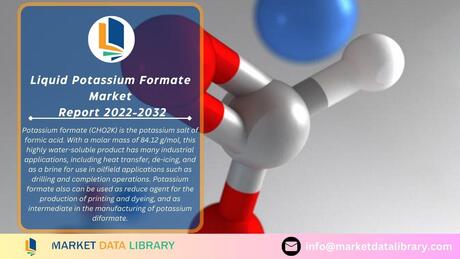 Liquid Potassium Formate
Market
Report 2022-2032
Potassium formate (CHO2K) is the potassium salt of
formic acid. With a molar mass of 84.12 g/mol, this
highly water-soluble product has many industrial
applications, including heat transfer, de-icing, and
as a brine for use in oilfield applications such as
drilling and completion operations. Potassium
formate also can be used as reduce agent for the
production of printing and dyeing, and as
intermediate in the manufacturing of potassium
diformate.
MARKET DATA LIBRARY
info@marketdatalibrary.com